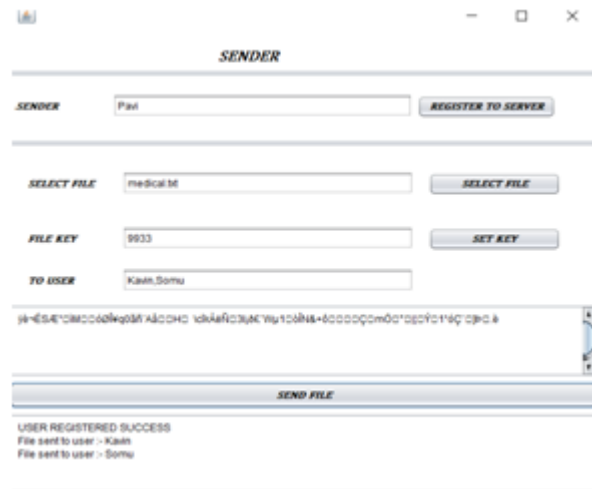 SENDER
SENDER Pavi REGISTER TO SERVER
SELECT FILE medical.txt SELECT FILE
FILE KEY 9933 SET KEY
TO USER Kavin,Somu
SEND FILE
USER REGISTERED SUCCESS
File sent to user :- Kavin
File sent to user :- Somu